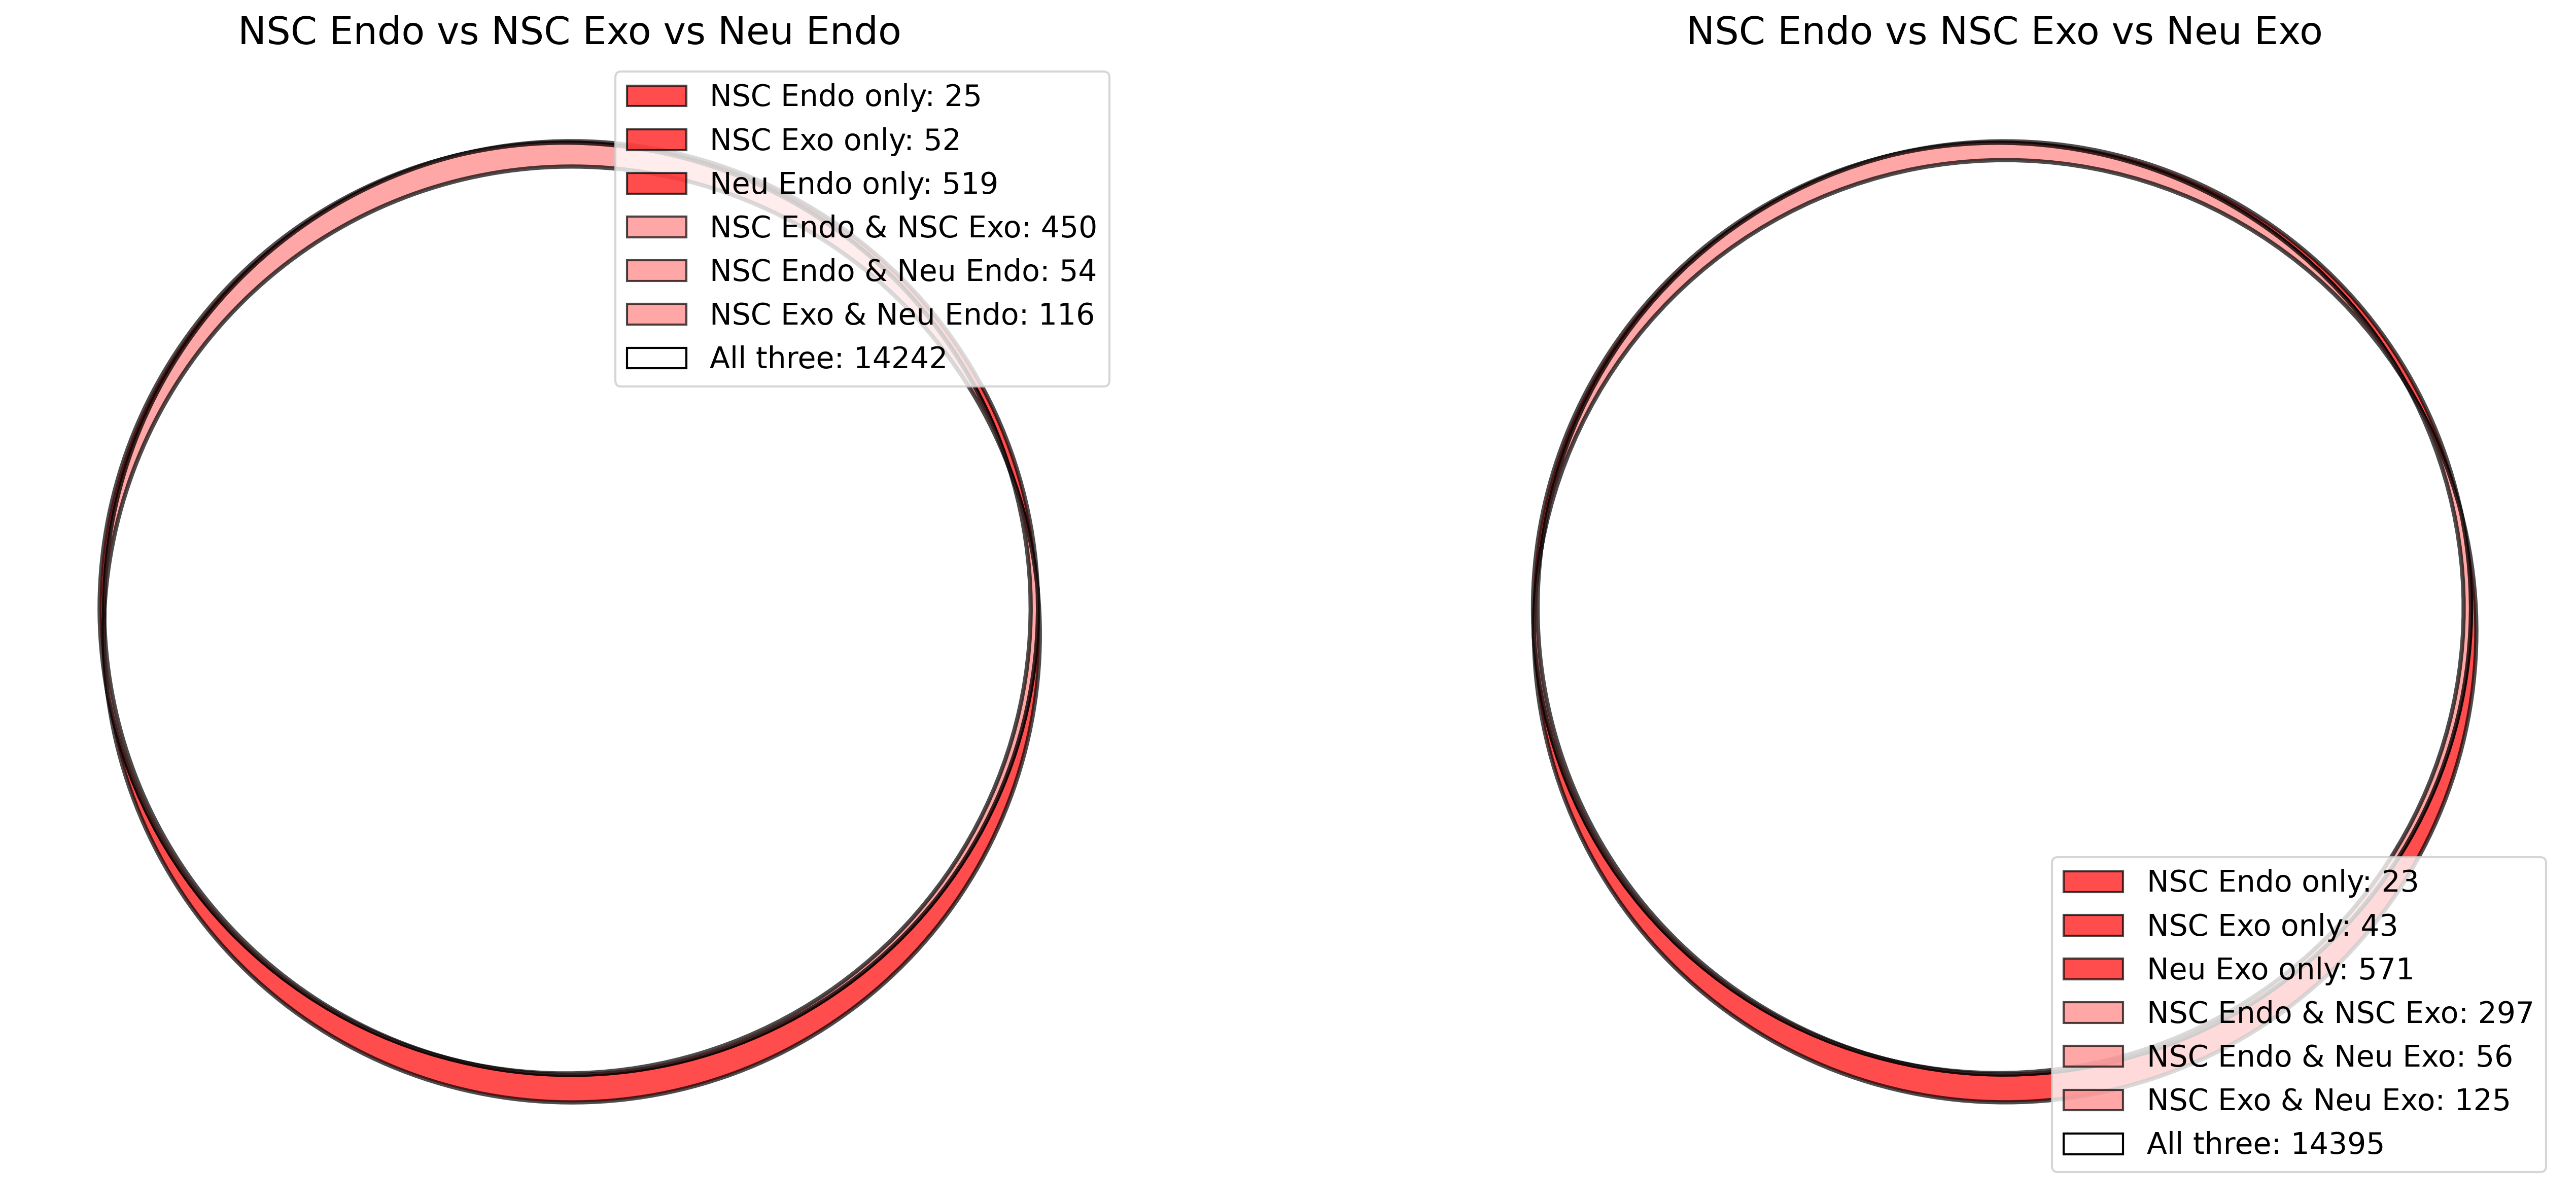 NSC Endo vs NSC Exo vs Neu Endo
NSC Endo only: 25
NSC Exo only: 52
Neu Endo only: 519
NSC Endo & NSC Exo: 450
NSC Endo & Neu Endo: 54
NSC Exo & Neu Endo: 116
All three: 14242
NSC Endo vs NSC Exo vs Neu Exo
NSC Endo only: 23
NSC Exo only: 43
Neu Exo only: 571
NSC Endo & NSC Exo: 297
NSC Endo & Neu Exo: 56
NSC Exo & Neu Exo: 125
All three: 14395